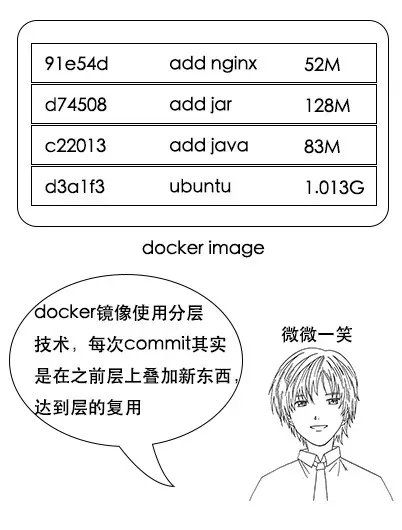 91e54d add nginx 52M
d74508 add jar 128M
c22013 add java 83M
d3a1f3 ubuntu 1.013G
docker image
docker镜像使用分层
技术，每次commit其实
是在之前层上叠加新东西，
达到层的复用
微微一笑